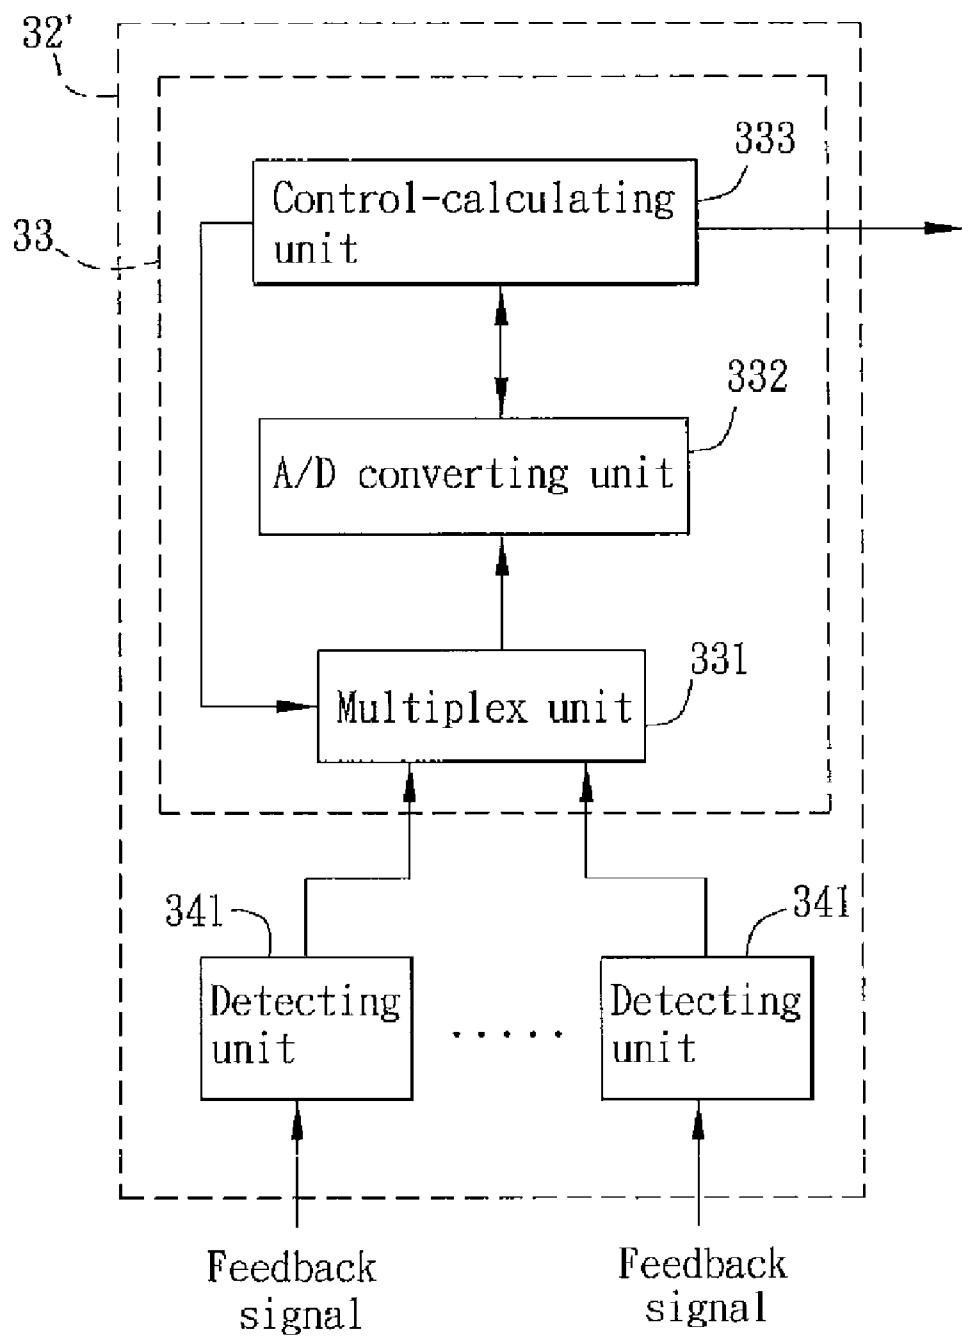 32'
333
Control-calculating
unit
33
332
A/D converting unit
331
Multiplex unit
341
341
Detecting
unit
.....
Detecting
unit
Feedback
signal
Feedback
signal